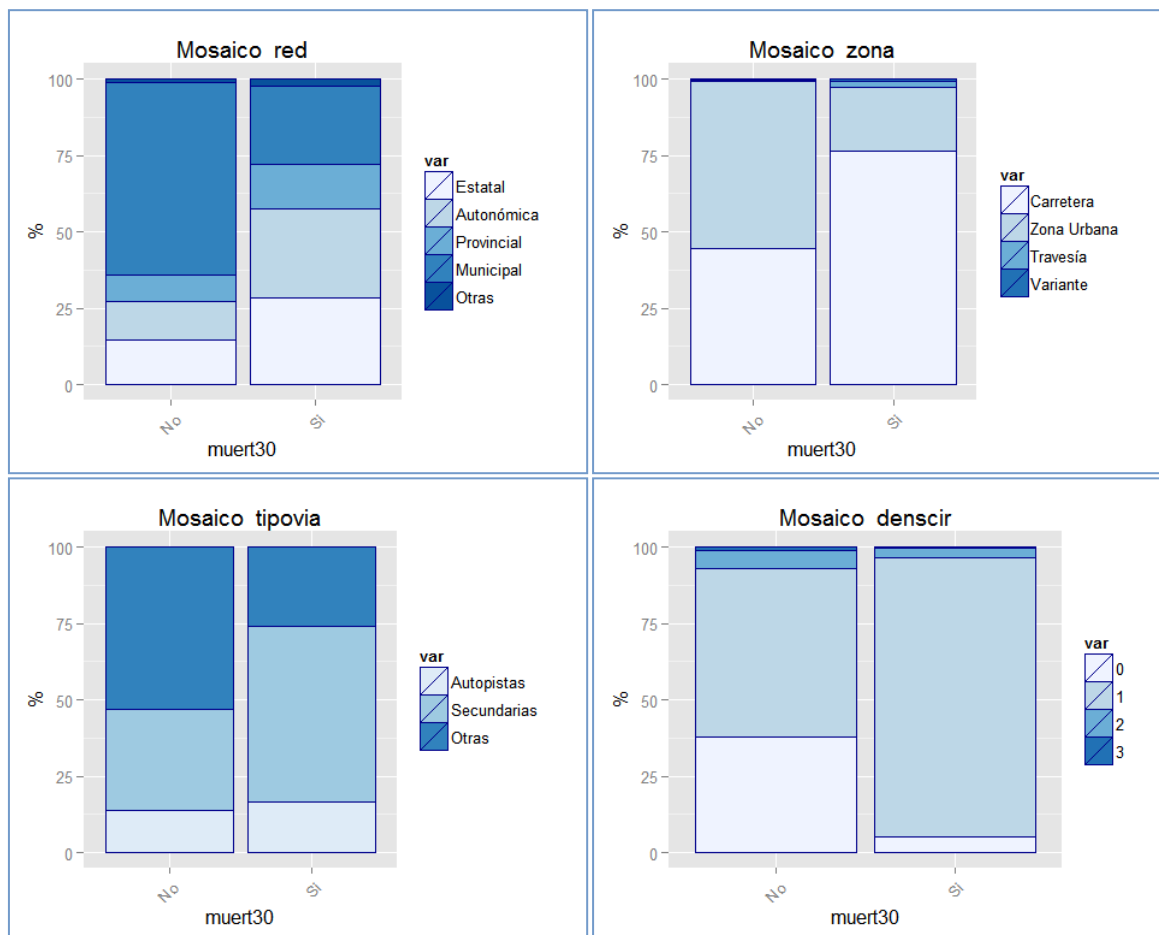 Mosaico red
100
75
50
25
0
%
No
Si
muert30
var
Estatal
Autonómica
Provincial
Municipal
Otras
Mosaico zona
100
75
50
25
0
%
No
Si
muert30
var
Carretera
Zona Urbana
Travesía
Variante
Mosaico tipovia
100
75
50
25
0
%
No
Si
muert30
var
Autopistas
Secundarias
Otras
Mosaico denscir
100
75
50
25
0
%
No
Si
muert30
var
0
1
2
3